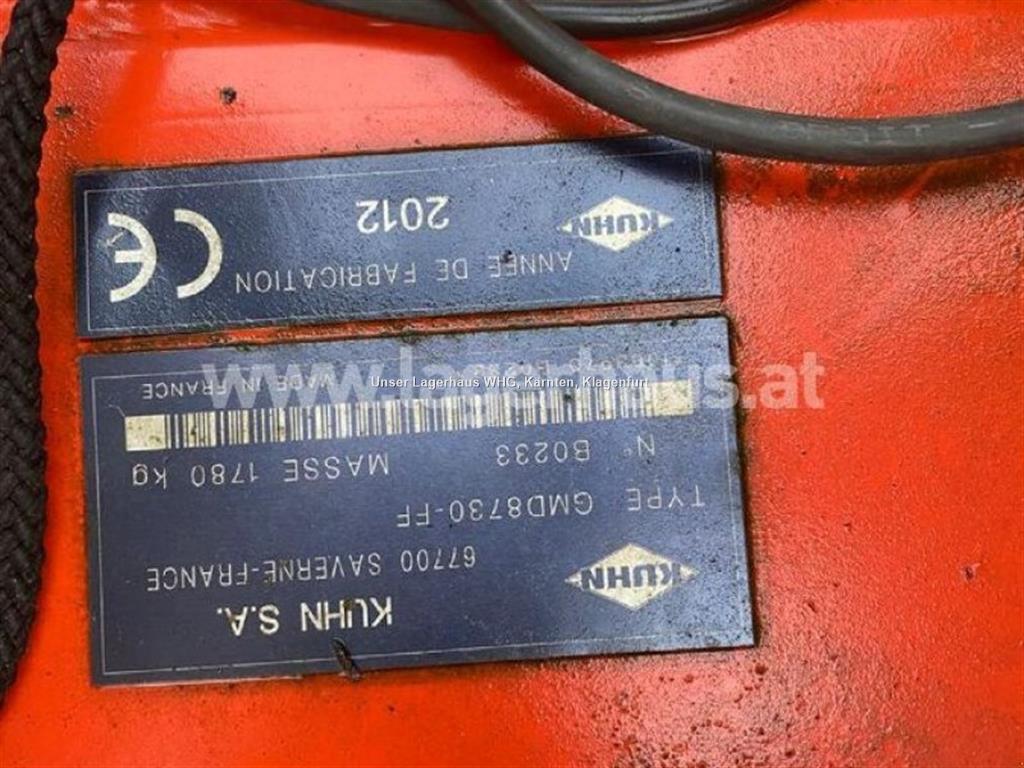 KUHN S.A.
67700 SAVERNE-FRANCE
KUHN
TYPE GMD8730-FF
N° B0233 MASSE 1780 kg
MADE IN FRANCE
ANNEE DE FABRICATION
KUHN
2012
CE
www.lagerhaus.at
Unser Lagerhaus WHG, Kärnten, Klagenfurt